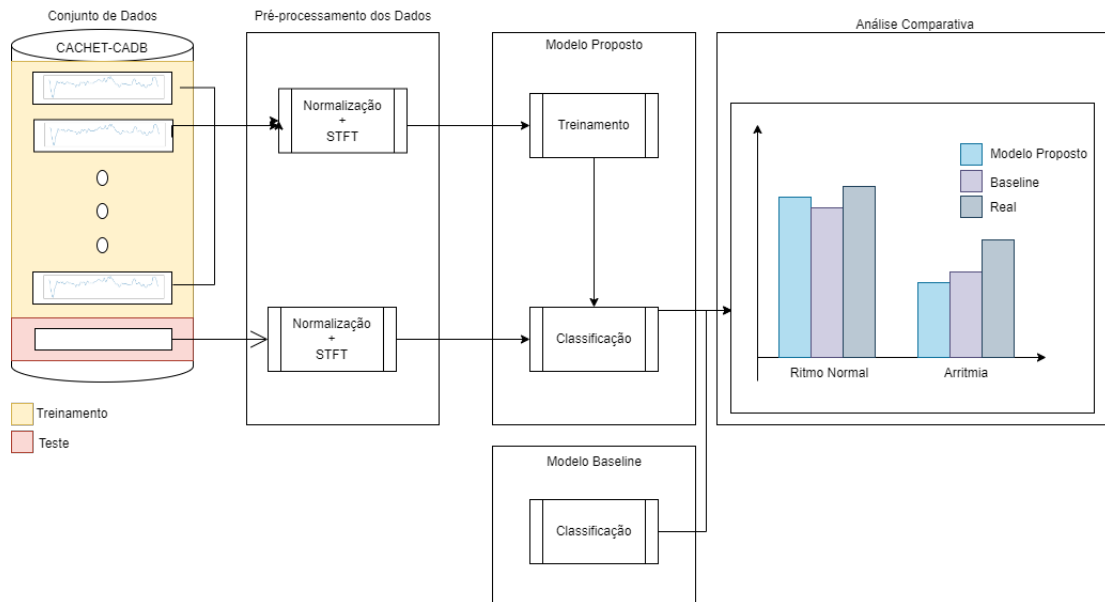 Conjunto de Dados
CACHET-CADB
Treinamento
Teste
Pré-processamento dos Dados
Normalização
+
STFT
Normalização
+
STFT
Modelo Proposto
Treinamento
Classificação
Modelo Baseline
Classificação
Análise Comparativa
Modelo Proposto
Baseline
Real
Ritmo Normal
Arritmia